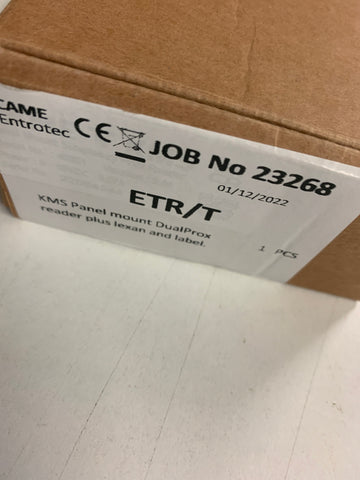 CAME
Entrotec
CE
JOB No 23268
01/12/2022
ETR/T
KMS Panel mount DualProx
reader plus lexan and label.
1 PCS